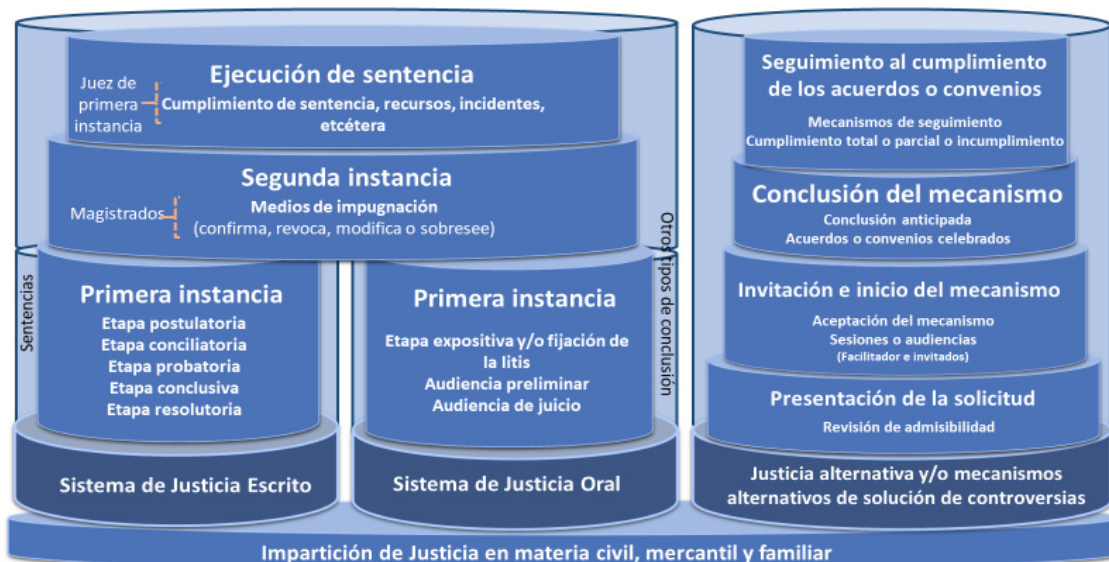 Juez de
primera
instancia
Ejecución de sentencia
Cumplimiento de sentencia, recursos, incidentes,
etcétera
Magistrados
Segunda instancia
Medios de impugnación
(confirma, revoca, modifica o sobresee)
Sentencias
Primera instancia
Etapa postulatoria
Etapa conciliatoria
Etapa probatoria
Etapa conclusiva
Etapa resolutoria
Sistema de Justicia Escrito
Primera instancia
Etapa expositiva y/o fijación de
la litis
Audiencia preliminar
Audiencia de juicio
Sistema de Justicia Oral
Otros tipos de conclusión
Seguimiento al cumplimiento
de los acuerdos o convenios
Mecanismos de seguimiento
Cumplimiento total o parcial o incumplimiento
Conclusión del mecanismo
Conclusión anticipada
Acuerdos o convenios celebrados
Invitación e inicio del mecanismo
Aceptación del mecanismo
Sesiones o audiencias
(Facilitador e invitados)
Presentación de la solicitud
Revisión de admisibilidad
Justicia alternativa y/o mecanismos
alternativos de solución de controversias
Impartición de Justicia en materia civil, mercantil y familiar